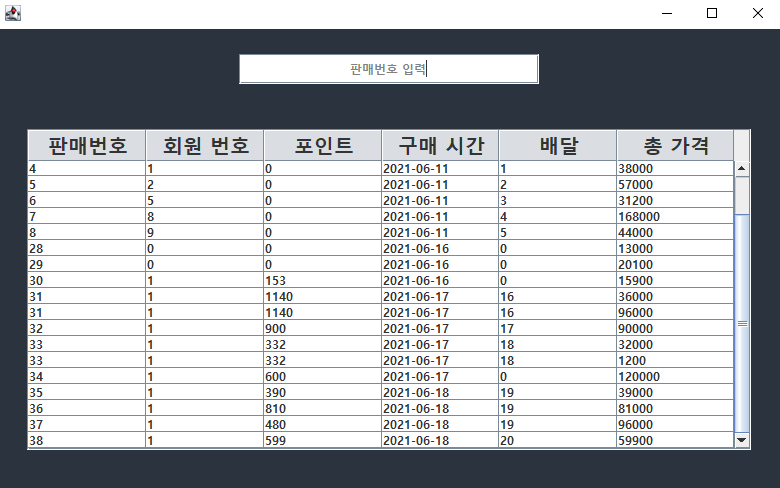 판매번호 입력
판매번호 회원 번호 포인트 구매 시간 배달 총 가격
4 1 0 2021-06-11 1 38000
5 2 0 2021-06-11 2 57000
6 5 0 2021-06-11 3 31200
7 8 0 2021-06-11 4 168000
8 9 0 2021-06-11 5 44000
28 0 0 2021-06-16 0 13000
29 0 0 2021-06-16 0 20100
30 1 153 2021-06-16 0 15900
31 1 1140 2021-06-17 16 36000
31 1 1140 2021-06-17 16 96000
32 1 900 2021-06-17 17 90000
33 1 332 2021-06-17 18 32000
33 1 332 2021-06-17 18 1200
34 1 600 2021-06-17 0 120000
35 1 390 2021-06-18 19 39000
36 1 810 2021-06-18 19 81000
37 1 480 2021-06-18 19 96000
38 1 599 2021-06-18 20 59900